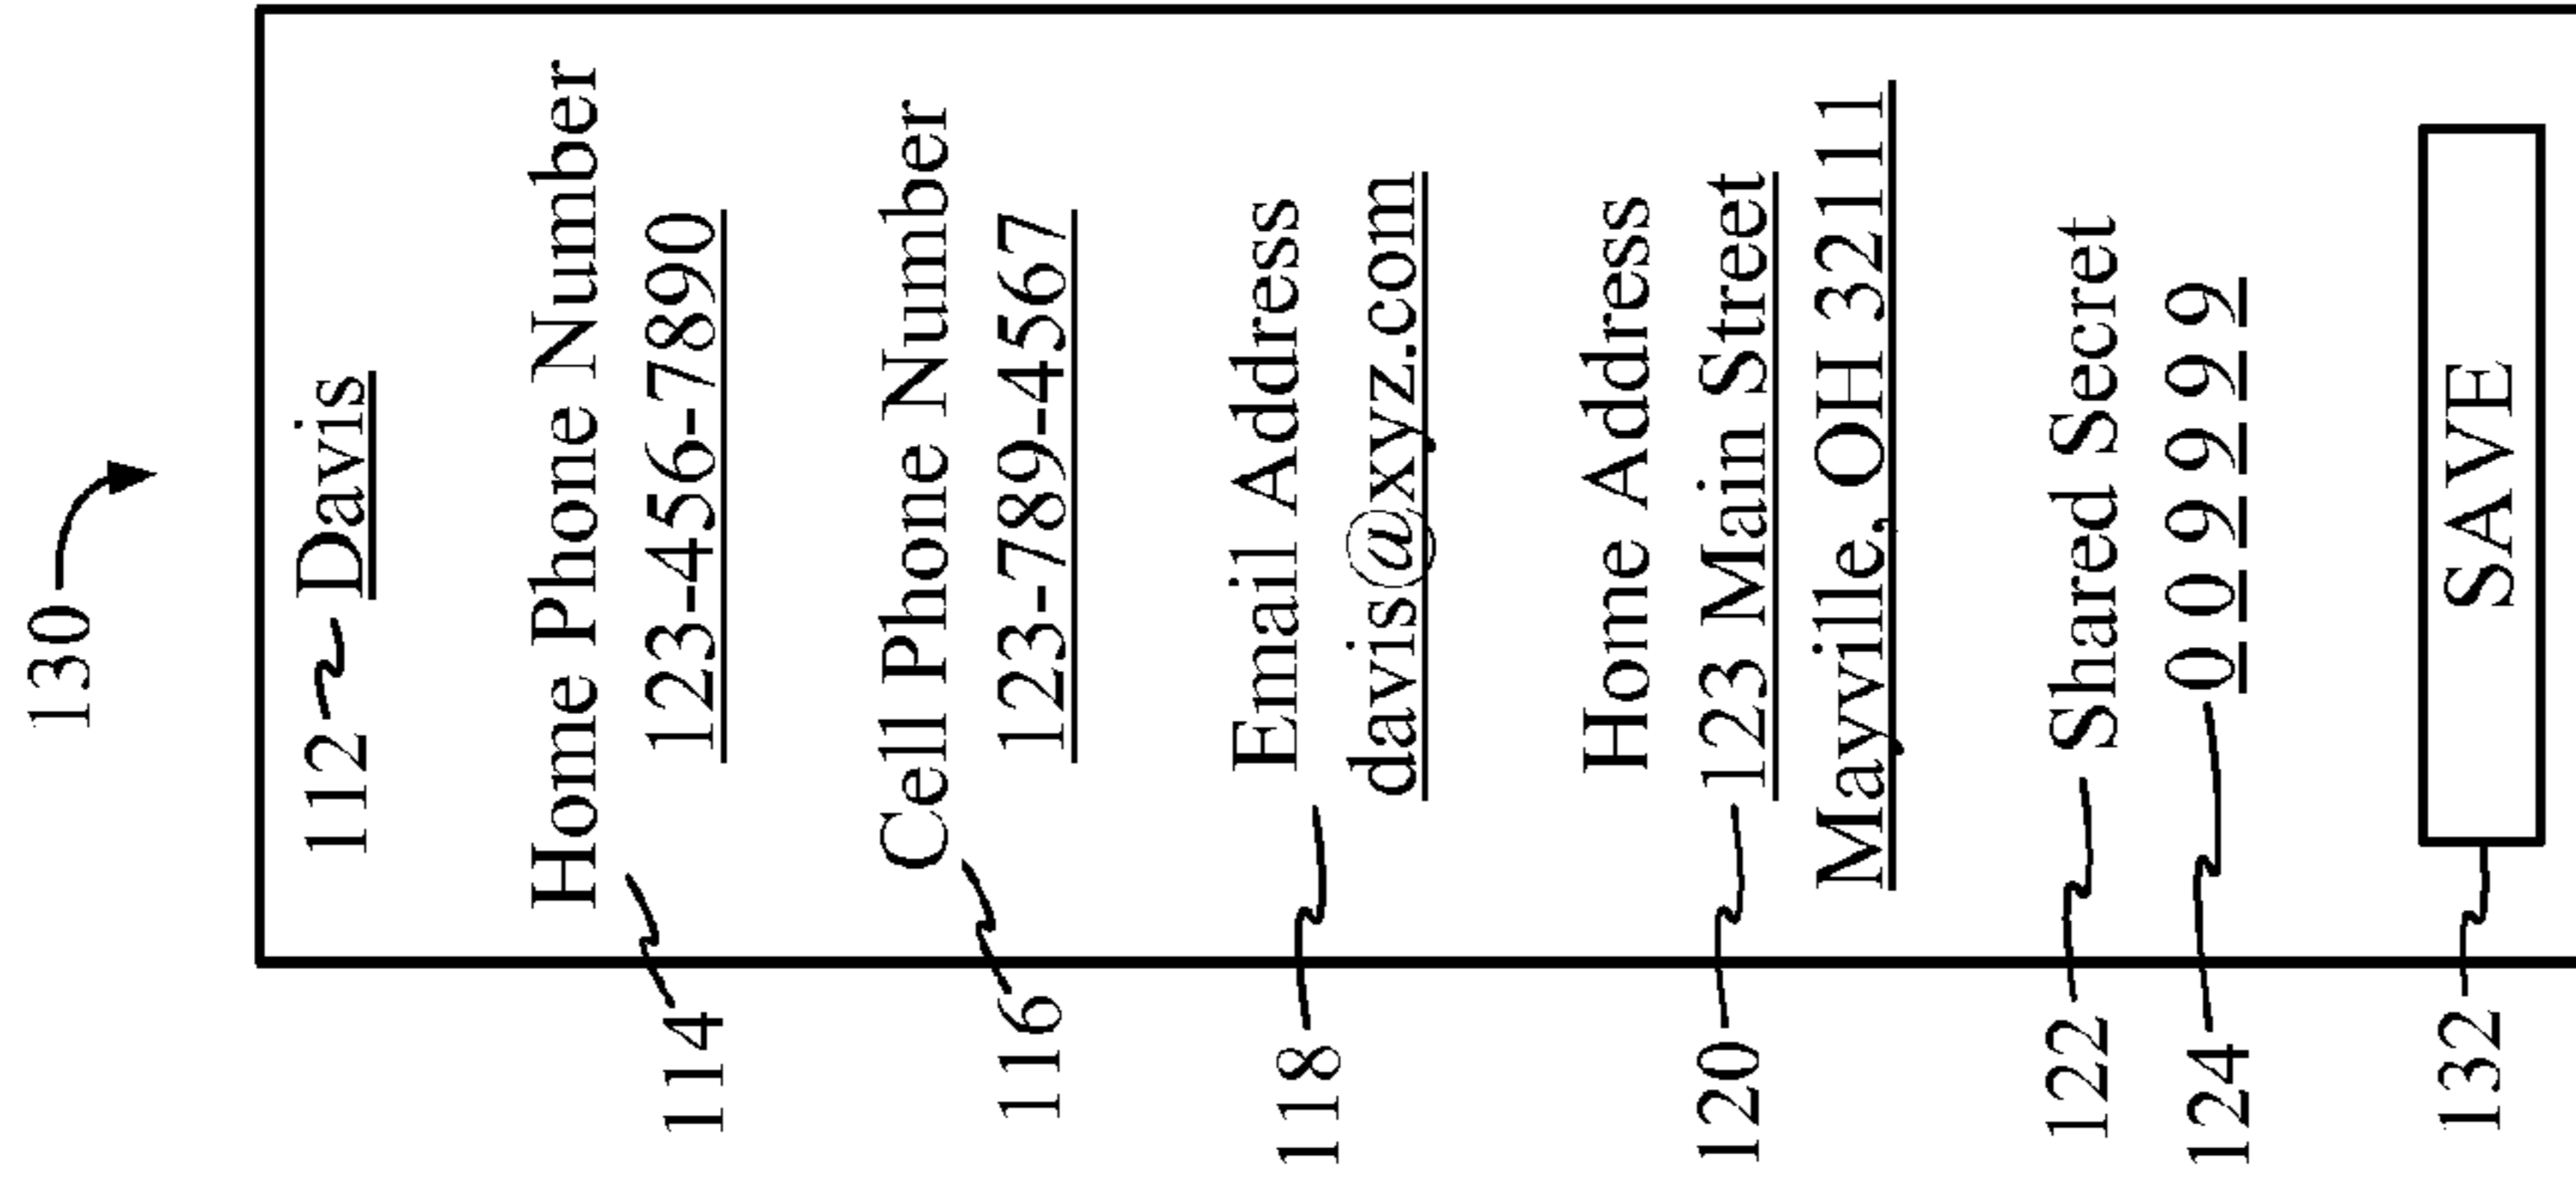 130
112 Davis
Home Phone Number
114
123-456-7890
Cell Phone Number
116
123-789-4567
Email Address
118
davis@xyz.com
Home Address
120 123 Main Street
Mayville, OH 32111
122 Shared Secret
124 0 0 9 9 9 9
132 SAVE